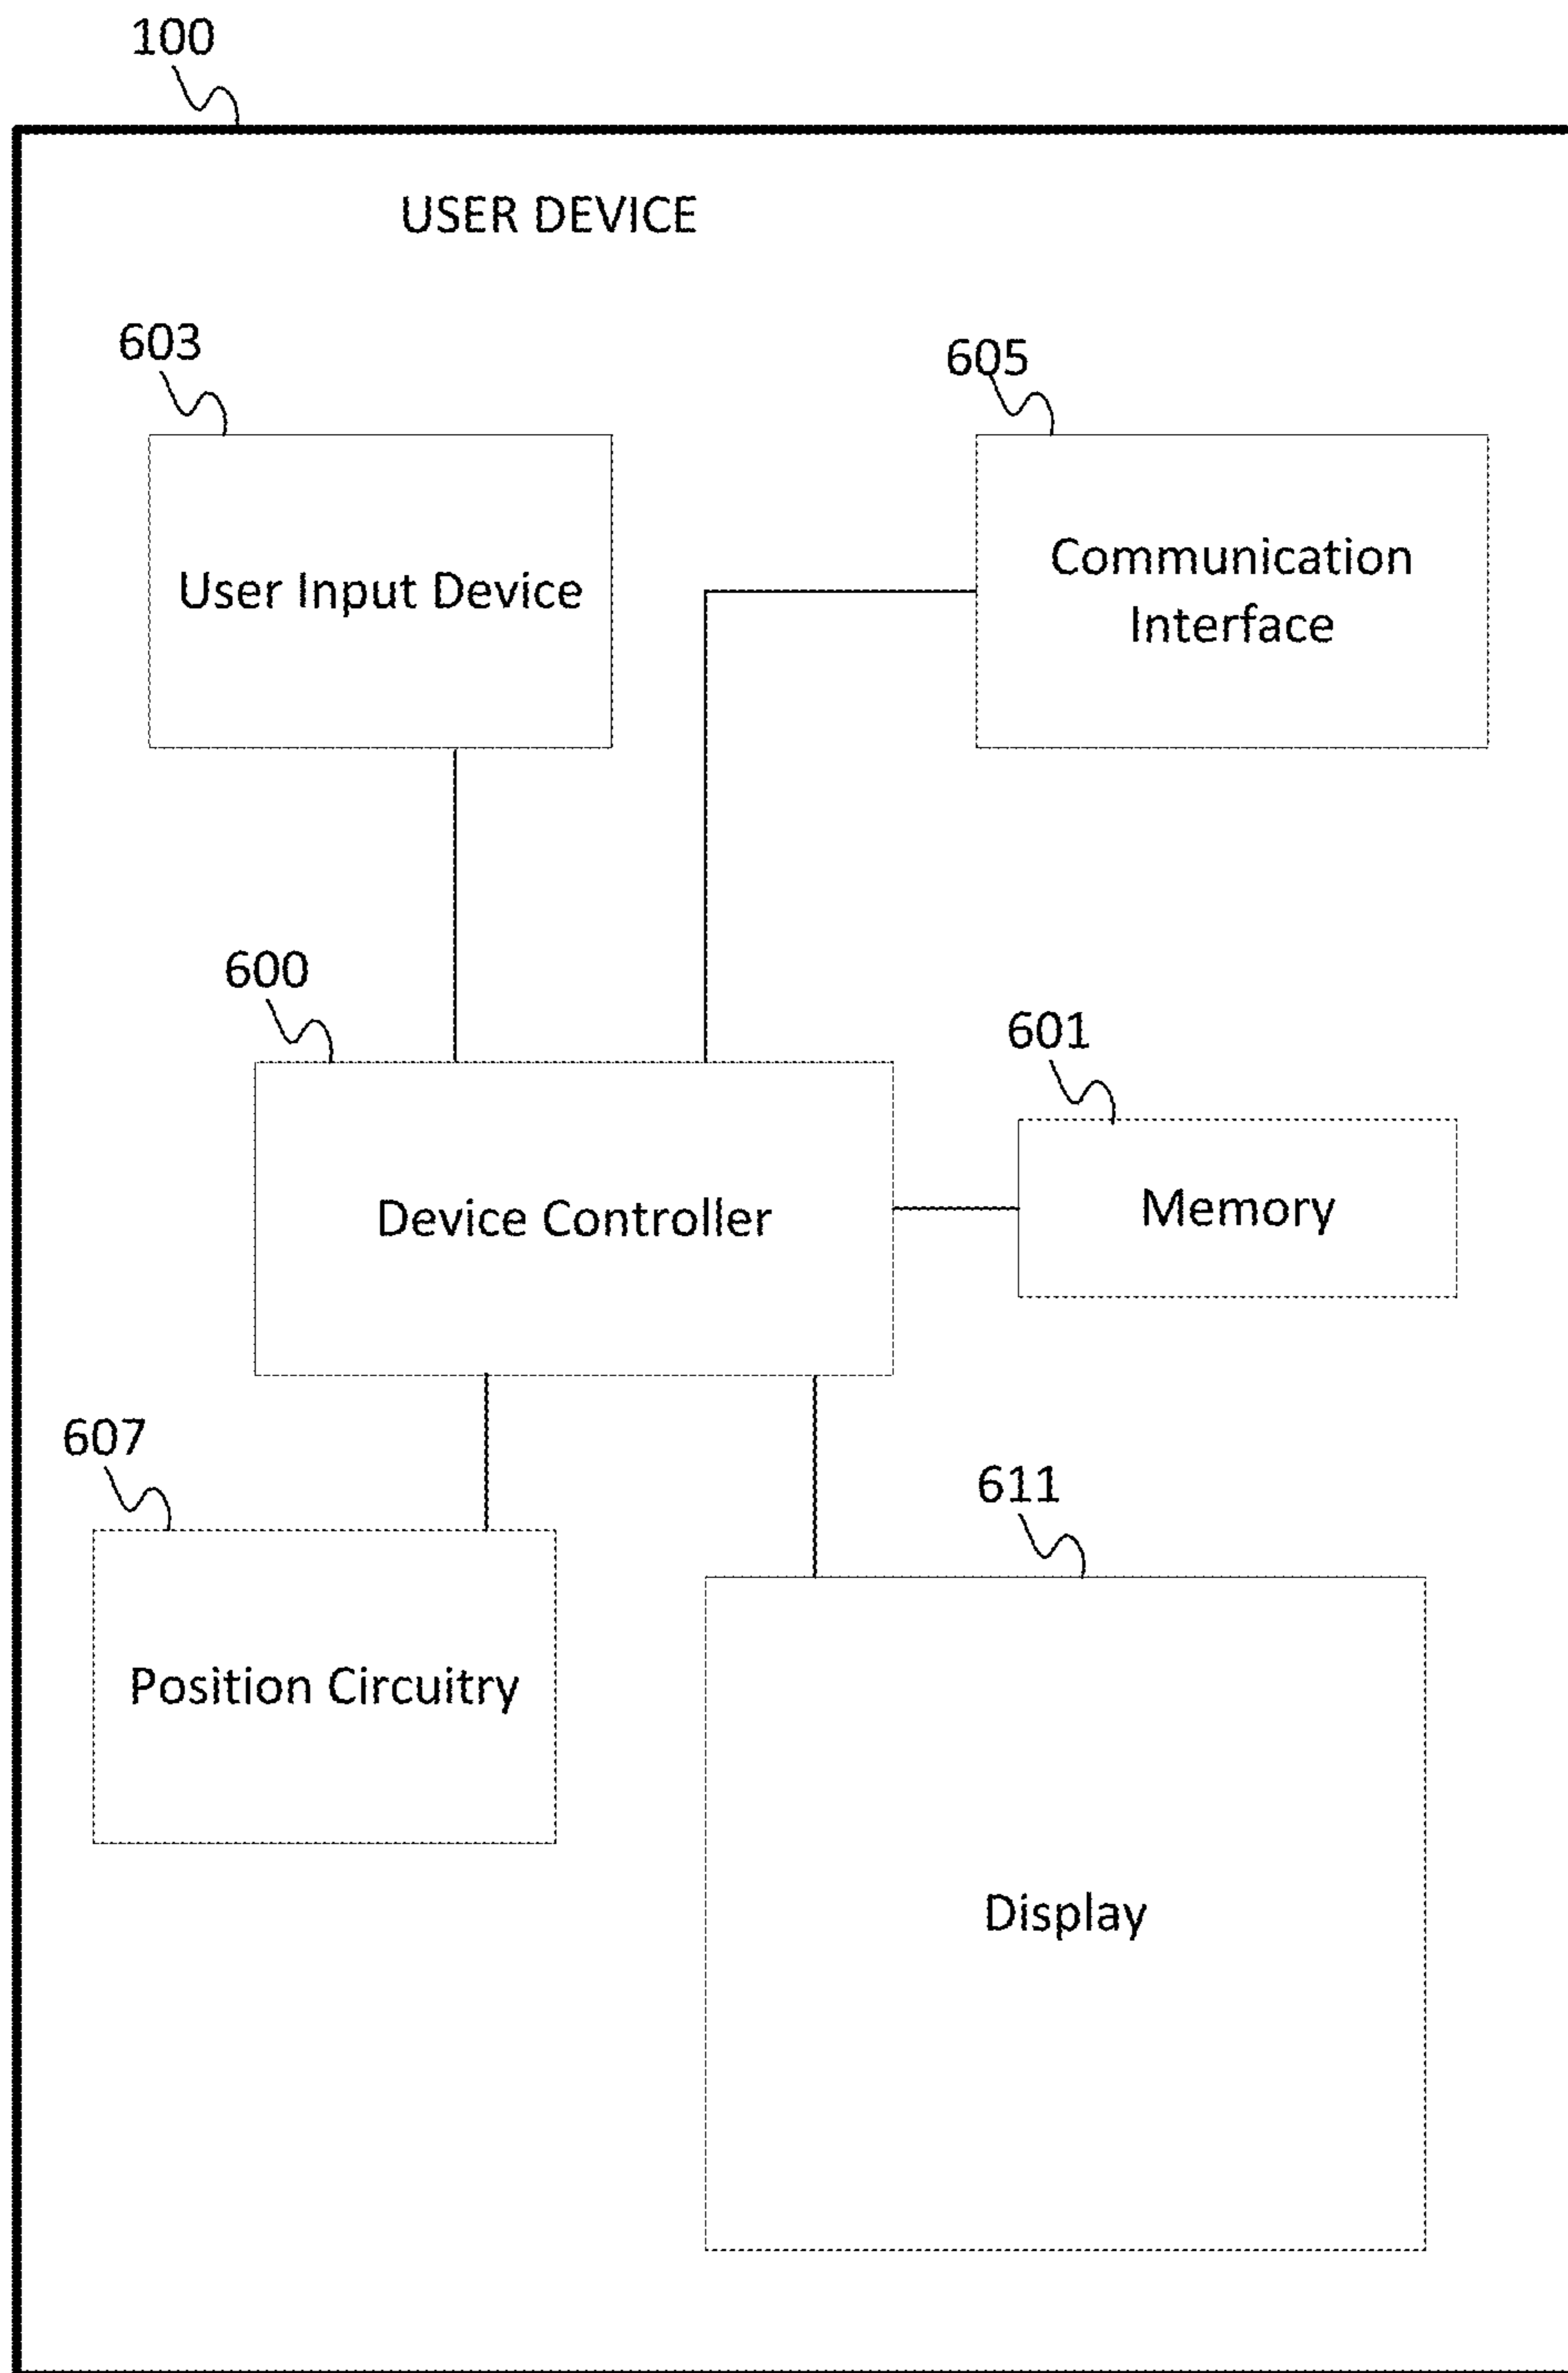 100
USER DEVICE
603
605
User Input Device
Communication
Interface
600
601
Device Controller
Memory
607
611
Position Circuitry
Display